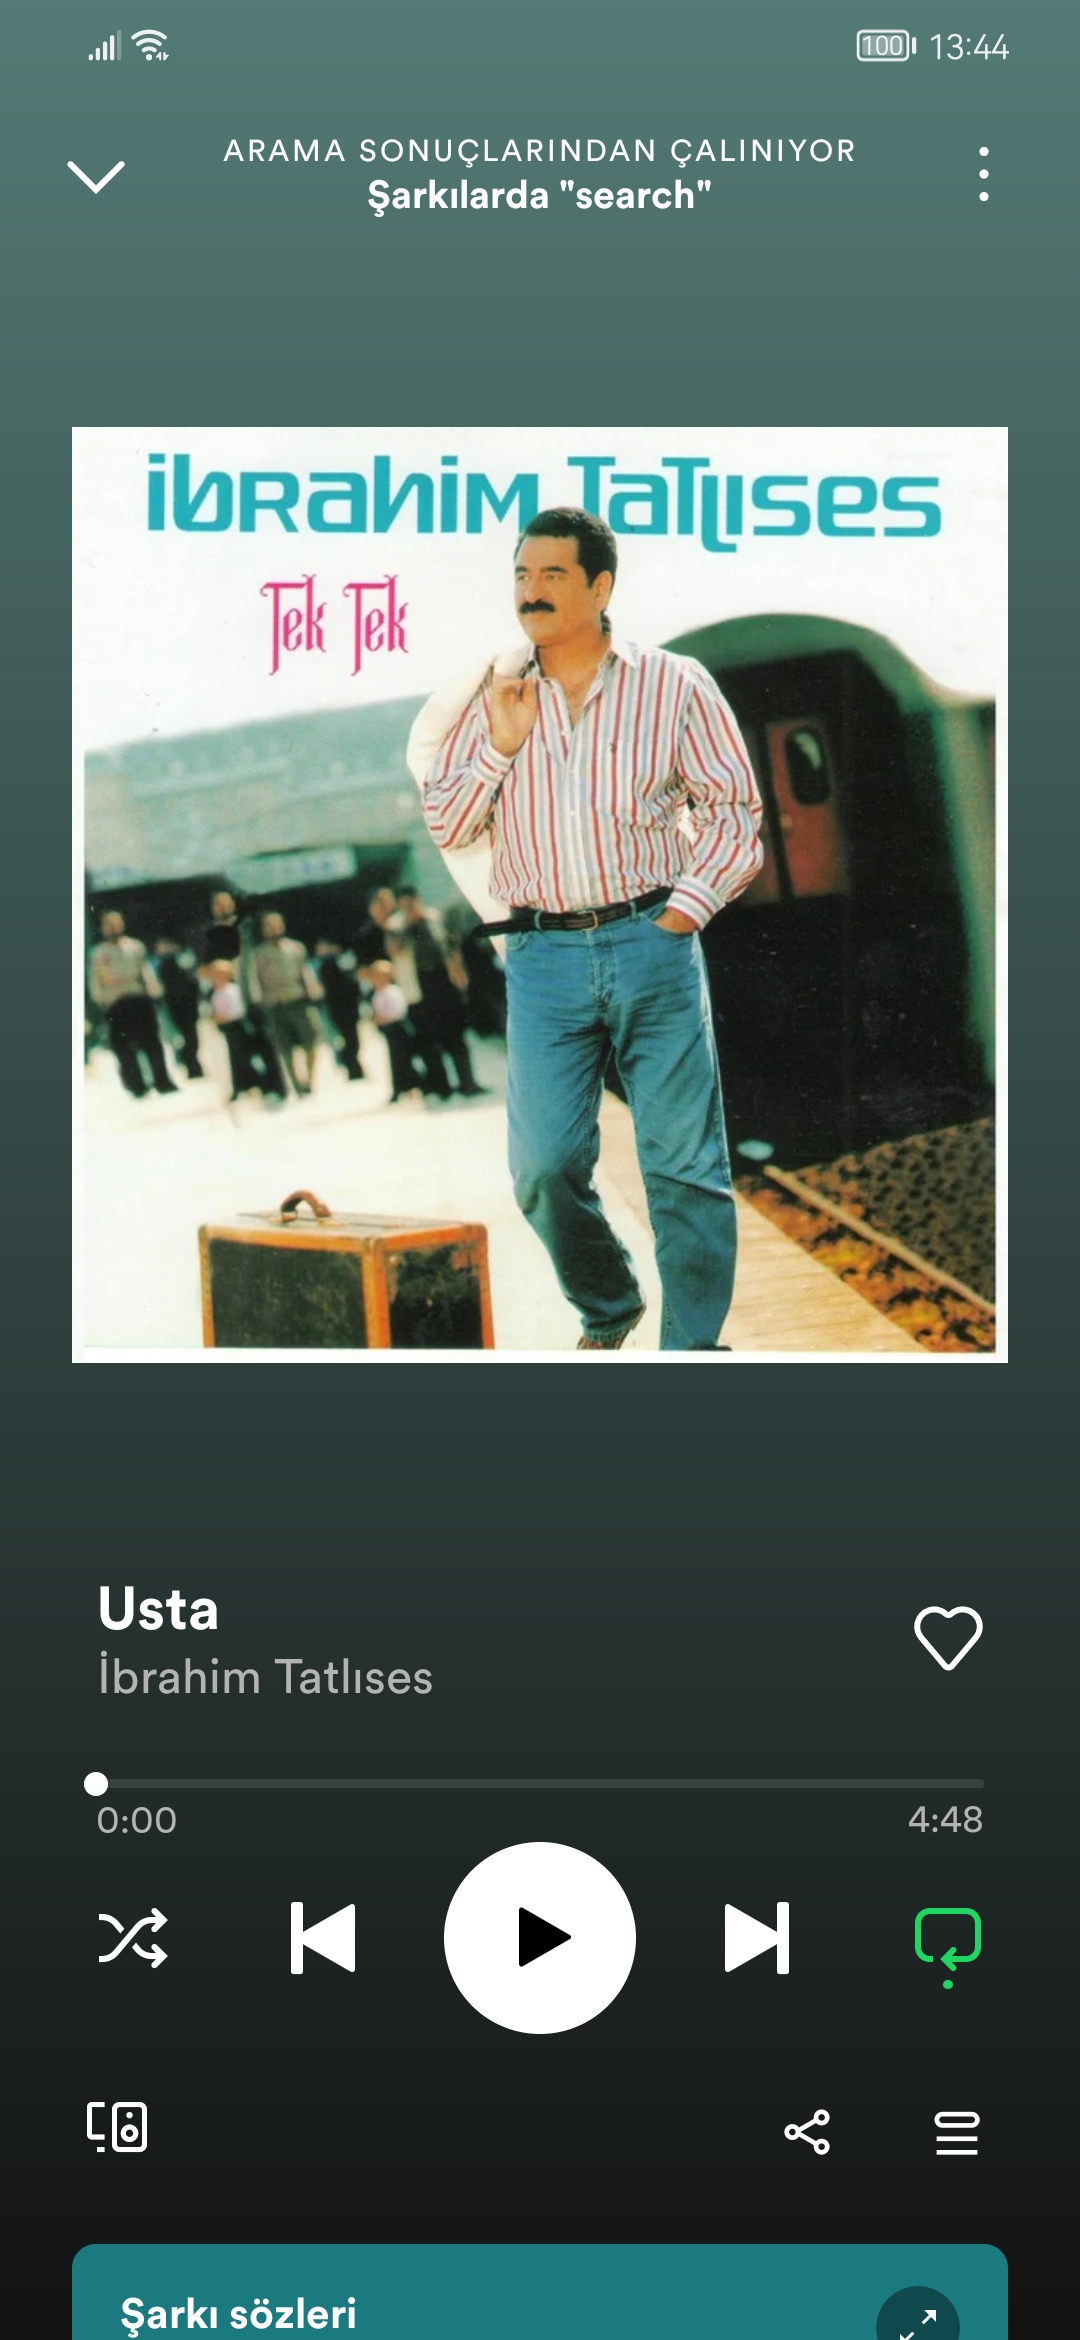 100 13:44
ARAMA SONUÇLARINDAN ÇALINIYOR
Şarkılarda "search"
ibrahim Tatlıses
Tek Tek
Usta
İbrahim Tatlıses
0:00 4:48
Şarkı sözleri